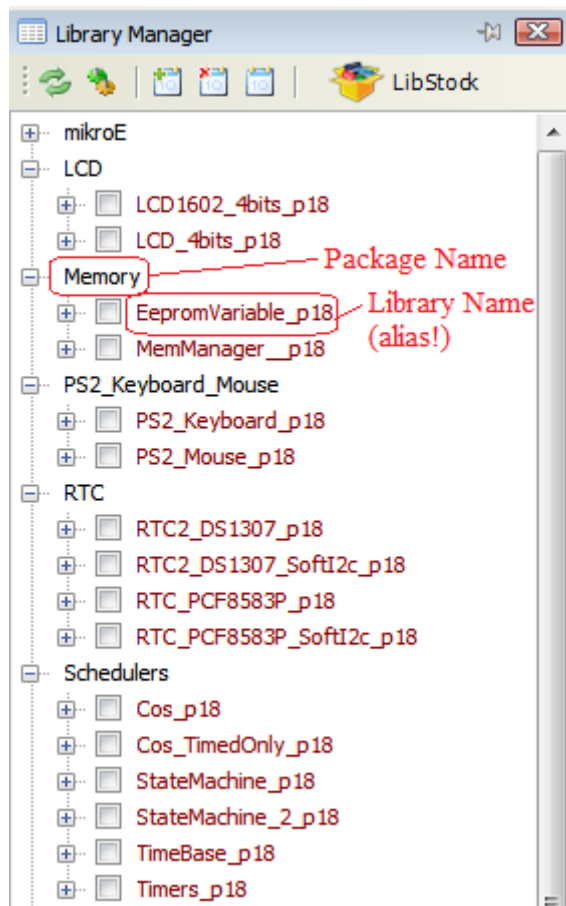 Library Manager
LibStock
mikroE
LCD
LCD1602_4bits_p18
LCD_4bits_p18
Package Name
Memory
EepromVariable_p18
Library Name
(alias!)
MemManager__p18
PS2_Keyboard_Mouse
PS2_Keyboard_p18
PS2_Mouse_p18
RTC
RTC2_DS1307_p18
RTC2_DS1307_SoftI2c_p18
RTC_PCF8583P_p18
RTC_PCF8583P_SoftI2c_p18
Schedulers
Cos_p18
Cos_TimedOnly_p18
StateMachine_p18
StateMachine_2_p18
TimeBase_p18
Timers_p18